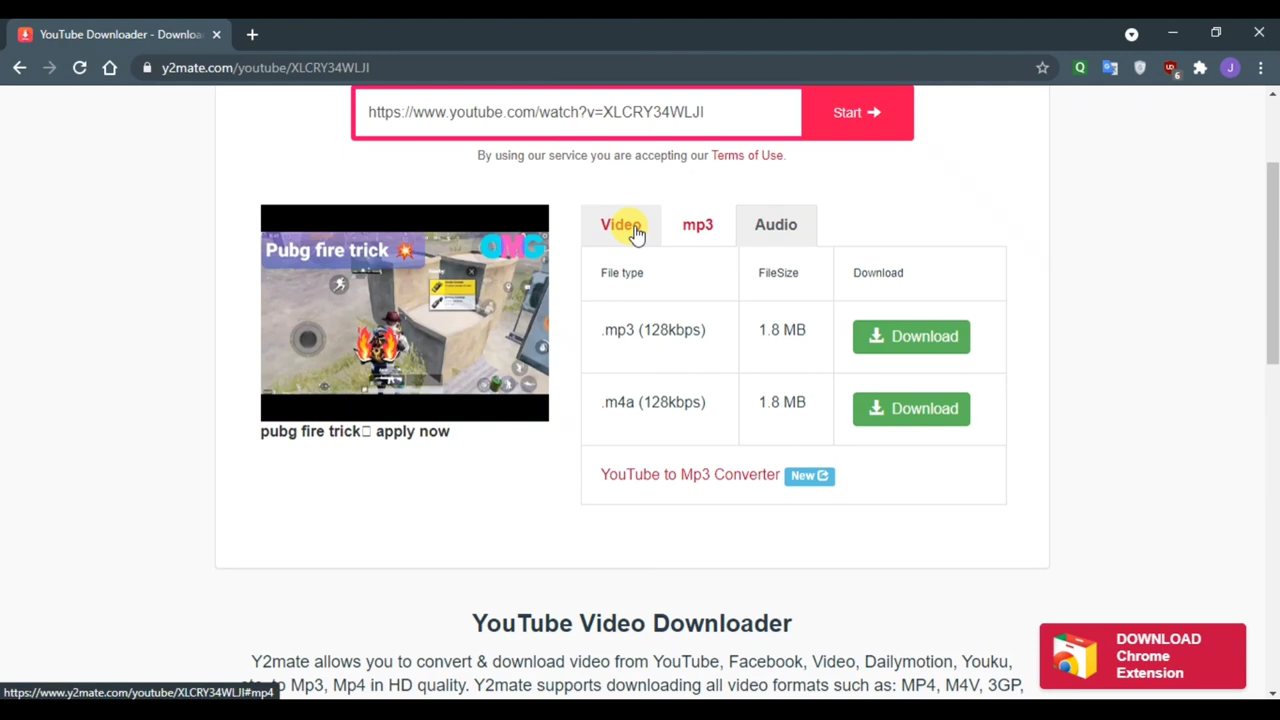 YouTube Downloader - Downloa
y2mate.com/youtube/XLCRY34WLJI
Q
UD
6
J
https://www.youtube.com/watch?v=XLCRY34WLJI
Start
By using our service you are accepting our Terms of Use.
Video mp3 Audio
Pubg fire trick
OMG
File type FileSize Download
.mp3 (128kbps) 1.8 MB Download
.m4a (128kbps) 1.8 MB Download
pubg fire trick apply now
YouTube to Mp3 Converter New
YouTube Video Downloader
Y2mate allows you to convert & download video from YouTube, Facebook, Video, Dailymotion, Youku,
to Mp3, Mp4 in HD quality. Y2mate supports downloading all video formats such as: MP4, M4V, 3GP,
DOWNLOAD
Chrome
Extension
https://www.y2mate.com/youtube/XLCRY34WLJI#mp4